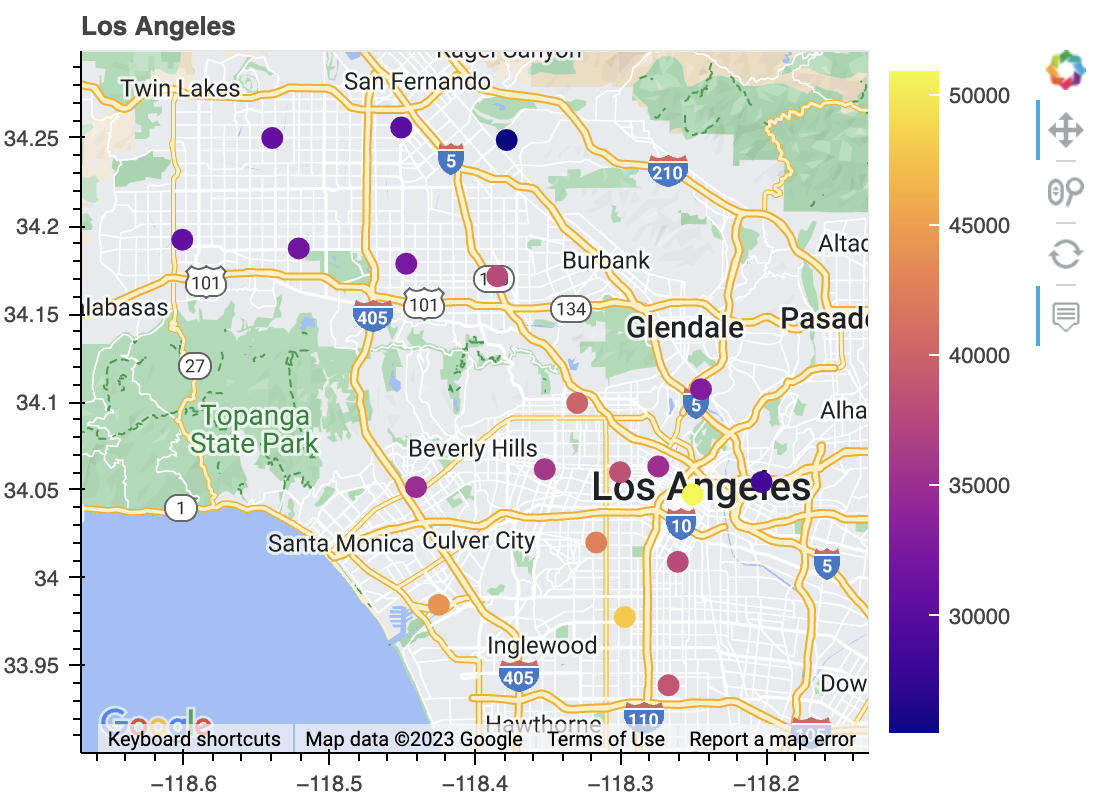 Los Angeles
Kagel Canyon
Twin Lakes
San Fernando
34.25
5
210
34.2
Altad
Burbank
101
101
134
34.15
alabasas
405
Glendale
Pasade
27
5
34.1
Alha
Topanga
State Park
Beverly Hills
Los Angeles
34.05
1
10
Santa Monica
Culver City
5
34
Inglewood
33.95
405
Dow
Hawthorne
110
105
Google
Keyboard shortcuts
Map data ©2023 Google
Terms of Use
Report a map error
−118.6
−118.5
−118.4
−118.3
−118.2
50000
45000
40000
35000
30000